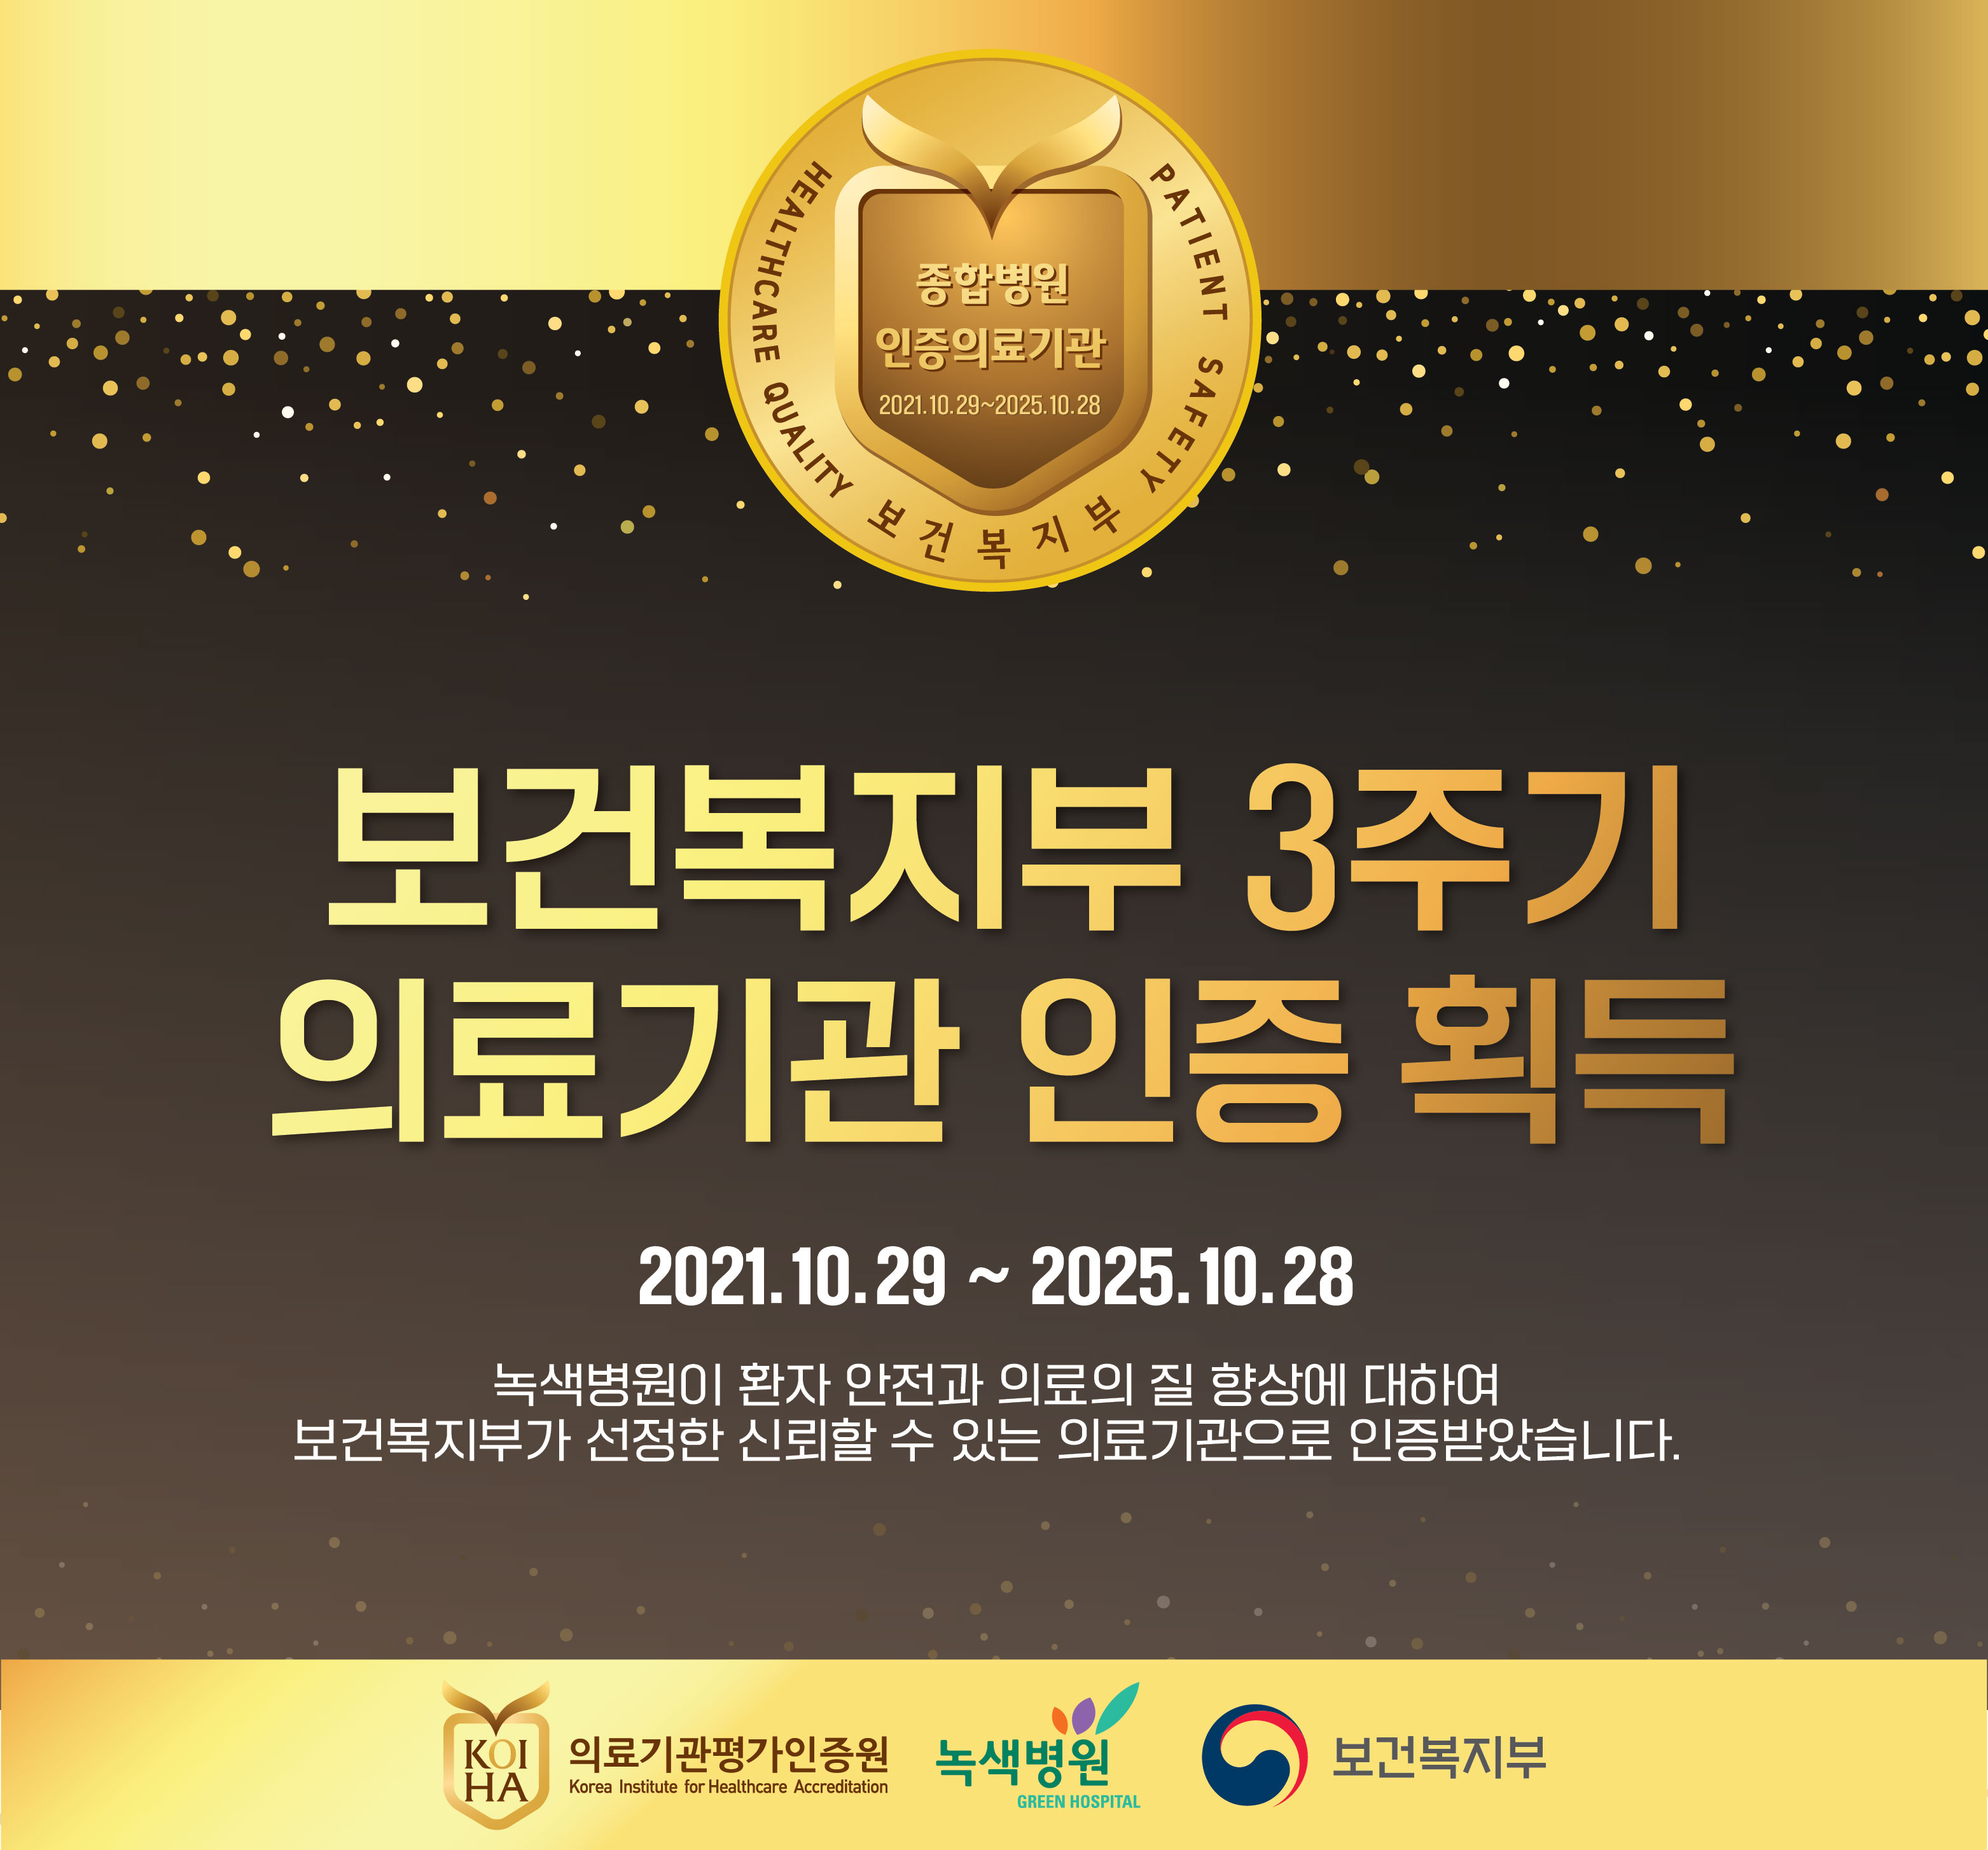 HEALTHCARE QUALITY 보건복지부 PATIENT SAFETY
종합병원
인증의료기관
2021.10.29~2025.10.28
보건복지부 3주기
의료기관 인증 획득
2021.10.29 ~ 2025.10.28
녹색병원이 환자 안전과 의료의 질 향상에 대하여
보건복지부가 선정한 신뢰할 수 있는 의료기관으로 인증받았습니다.
KOI
HA
의료기관평가인증원
Korea Institute for Healthcare Accreditation
녹색병원
GREEN HOSPITAL
보건복지부